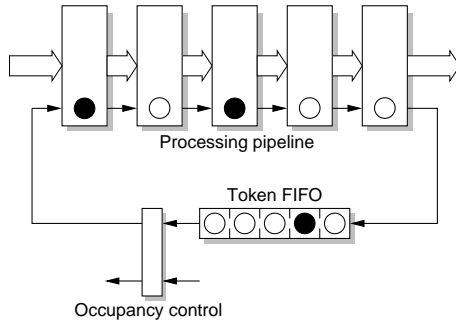 Processing pipeline
Token FIFO
Occupancy control